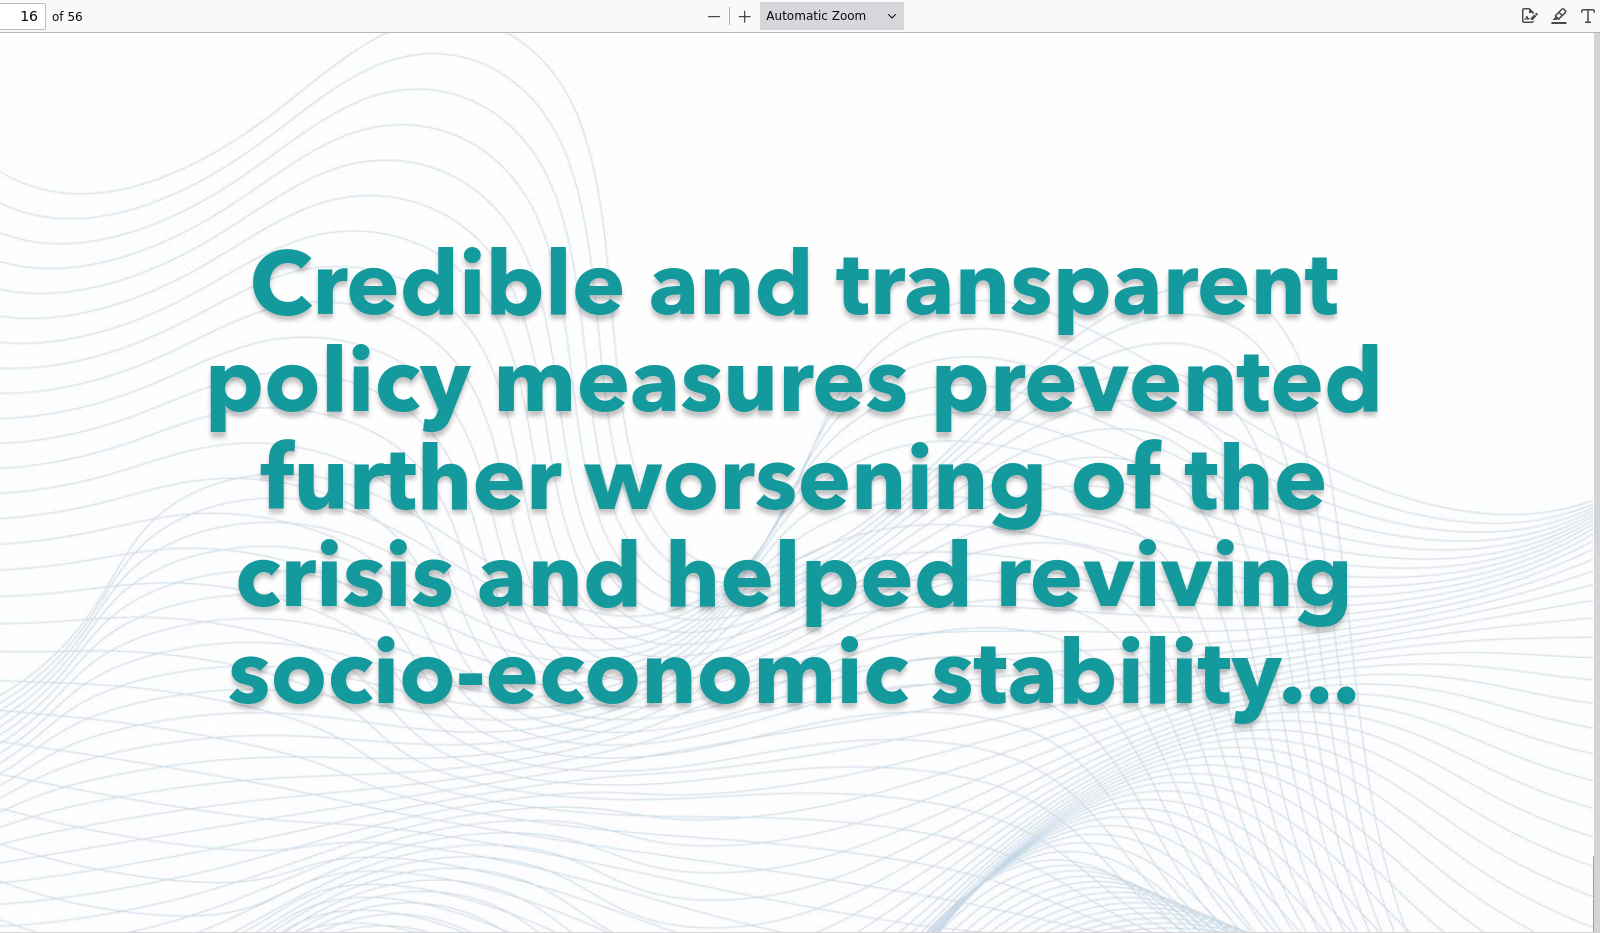 16 of 56 Automatic Zoom
Credible and transparent
policy measures prevented
further worsening of the
crisis and helped reviving
socio-economic stability...